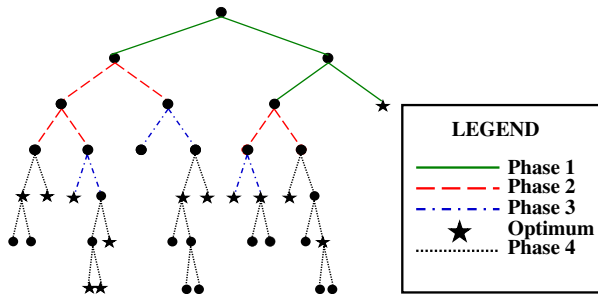 LEGEND
Phase 1
Phase 2
Phase 3
Optimum
Phase 4